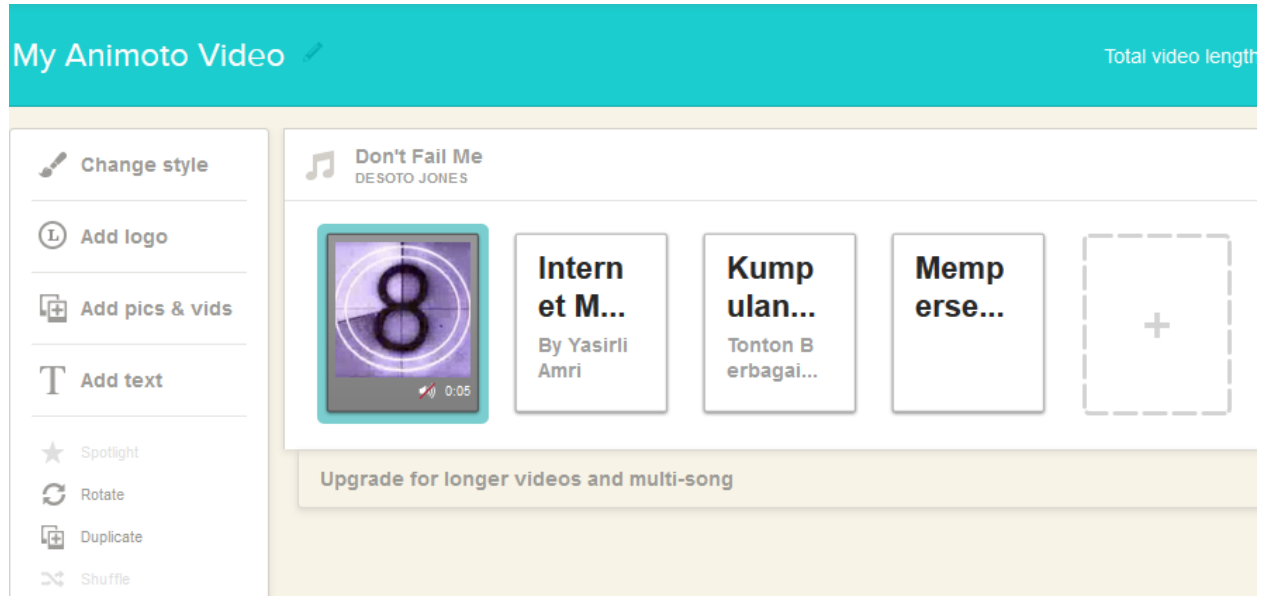 My Animoto Video
Total video length
Change style
Add logo
Add pics & vids
Add text
Spotlight
Rotate
Duplicate
Shuffle
Don't Fail Me
DESOTO JONES
8
0:05
Intern
et M...
By Yasirli
Amri
Kump
ulan...
Tonton B
erbagai...
Memp
erse...
Upgrade for longer videos and multi-song